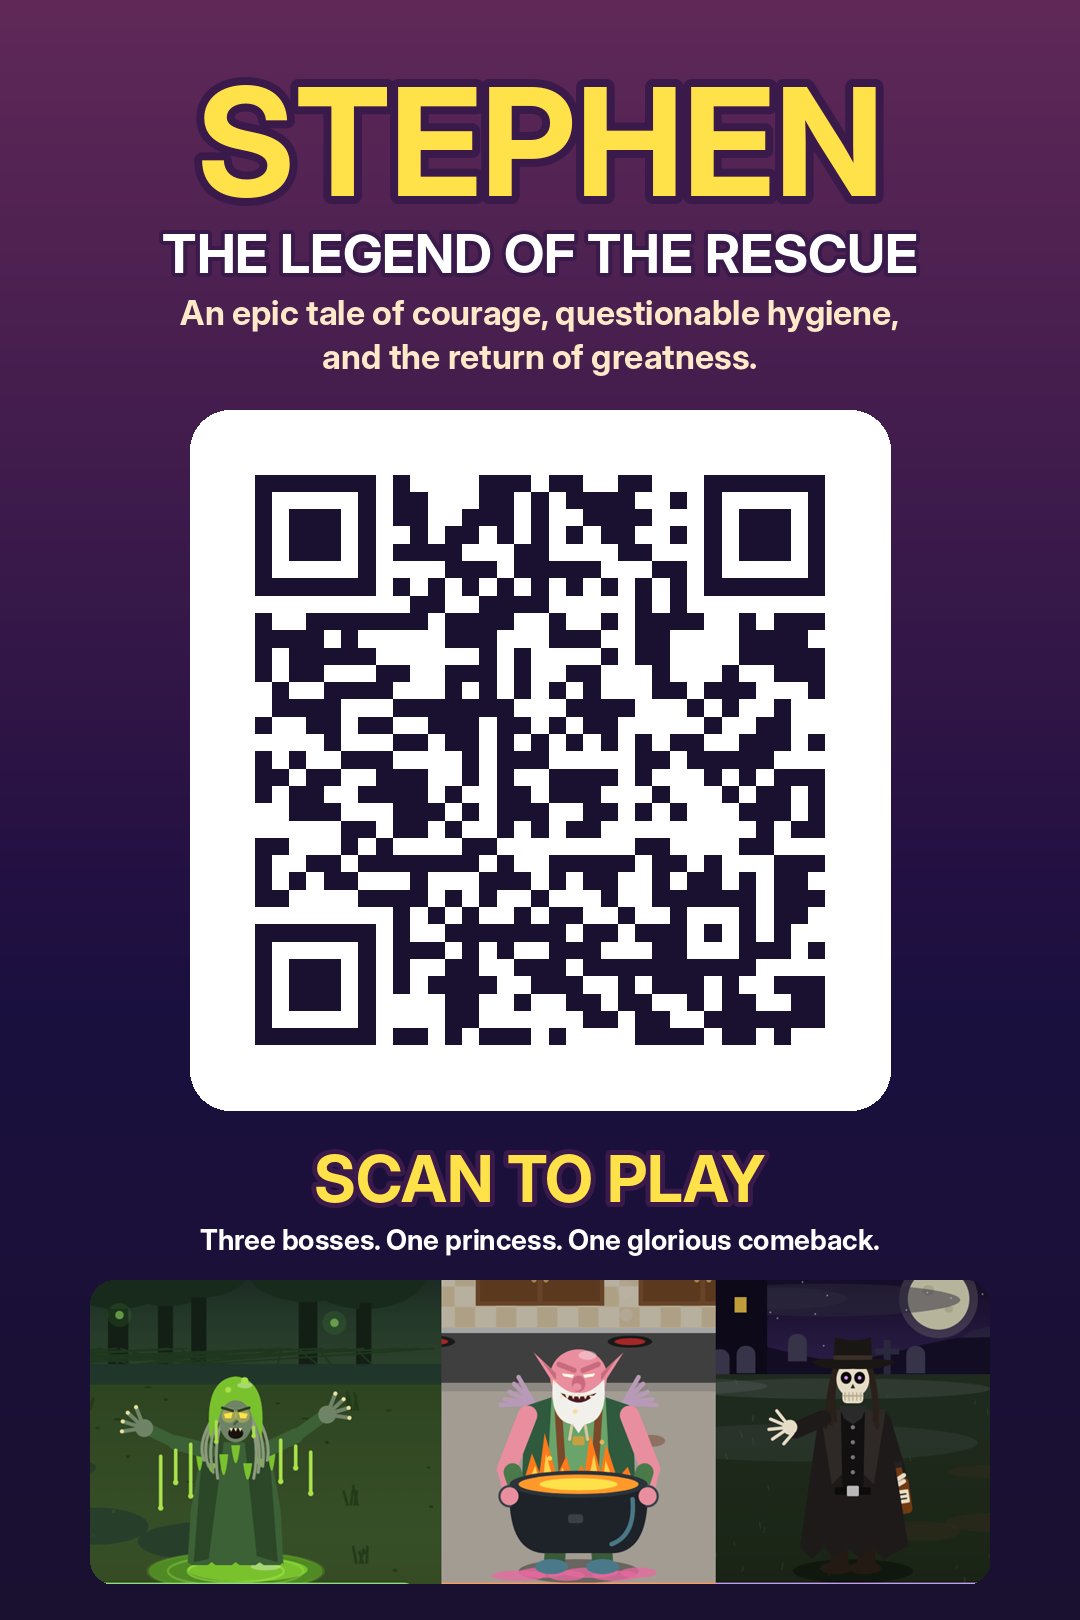 STEPHEN
THE LEGEND OF THE RESCUE
An epic tale of courage, questionable hygiene,
and the return of greatness.
SCAN TO PLAY
Three bosses. One princess. One glorious comeback.